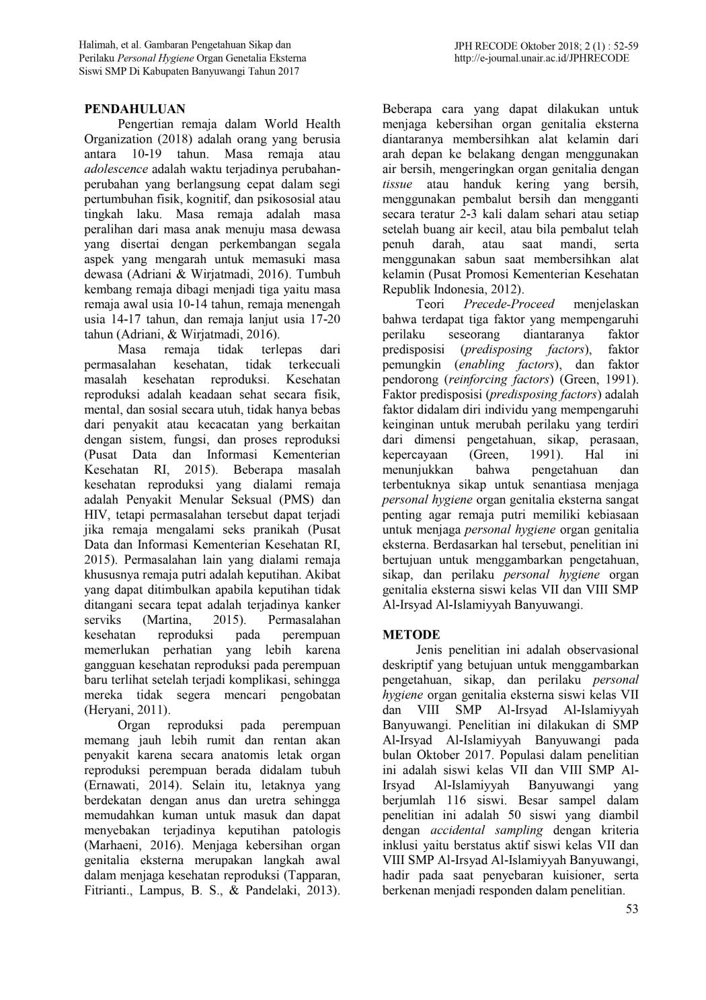 Halimah, et al. Gambaran Pengetahuan Sikap dan
Perilaku Personal Hygiene Organ Genetalia Eksterna
Siswi SMP Di Kabupaten Banyuwangi Tahun 2017
JPH RECODE Oktober 2018; 2 (1) : 52-59
http://e-journal.unair.ac.id/JPHRECODE
PENDAHULUAN
Pengertian remaja dalam World Health
Organization (2018) adalah orang yang berusia
antara 10-19 tahun. Masa remaja atau
adolescence adalah waktu terjadinya perubahan-
perubahan yang berlangsung cepat dalam segi
pertumbuhan fisik, kognitif, dan psikososial atau
tingkah laku. Masa remaja adalah masa
peralihan dari masa anak menuju masa dewasa
yang disertai dengan perkembangan segala
aspek yang mengarah untuk memasuki masa
dewasa (Adriani & Wirjatmadi, 2016). Tumbuh
kembang remaja dibagi menjadi tiga yaitu masa
remaja awal usia 10-14 tahun, remaja menengah
usia 14-17 tahun, dan remaja lanjut usia 17-20
tahun (Adriani, & Wirjatmadi, 2016).
Masa remaja tidak terlepas dari
permasalahan kesehatan, tidak terkecuali
masalah kesehatan reproduksi. Kesehatan
reproduksi adalah keadaan sehat secara fisik,
mental, dan sosial secara utuh, tidak hanya bebas
dari penyakit atau kecacatan yang berkaitan
dengan sistem, fungsi, dan proses reproduksi
(Pusat Data dan Informasi Kementerian
Kesehatan RI, 2015). Beberapa masalah
kesehatan reproduksi yang dialami remaja
adalah Penyakit Menular Seksual (PMS) dan
HIV, tetapi permasalahan tersebut dapat terjadi
jika remaja mengalami seks pranikah (Pusat
Data dan Informasi Kementerian Kesehatan RI,
2015). Permasalahan lain yang dialami remaja
khususnya remaja putri adalah keputihan. Akibat
yang dapat ditimbulkan apabila keputihan tidak
ditangani secara tepat adalah terjadinya kanker
serviks (Martina, 2015). Permasalahan
kesehatan reproduksi pada perempuan
memerlukan perhatian yang lebih karena
gangguan kesehatan reproduksi pada perempuan
baru terlihat setelah terjadi komplikasi, sehingga
mereka tidak segera mencari pengobatan
(Heryani, 2011).
Organ reproduksi pada perempuan
memang jauh lebih rumit dan rentan akan
penyakit karena secara anatomis letak organ
reproduksi perempuan berada didalam tubuh
(Ernawati, 2014). Selain itu, letaknya yang
berdekatan dengan anus dan uretra sehingga
memudahkan kuman untuk masuk dan dapat
menyebakan terjadinya keputihan patologis
(Marhaeni, 2016). Menjaga kebersihan organ
genitalia eksterna merupakan langkah awal
dalam menjaga kesehatan reproduksi (Tapparan,
Fitrianti., Lampus, B. S., & Pandelaki, 2013).
Beberapa cara yang dapat dilakukan untuk
menjaga kebersihan organ genitalia eksterna
diantaranya membersihkan alat kelamin dari
arah depan ke belakang dengan menggunakan
air bersih, mengeringkan organ genitalia dengan
tissue atau handuk kering yang bersih,
menggunakan pembalut bersih dan mengganti
secara teratur 2-3 kali dalam sehari atau setiap
setelah buang air kecil, atau bila pembalut telah
penuh darah, atau saat mandi, serta
menggunakan sabun saat membersihkan alat
kelamin (Pusat Promosi Kementerian Kesehatan
Republik Indonesia, 2012).
Teori Precede-Proceed menjelaskan
bahwa terdapat tiga faktor yang mempengaruhi
perilaku seseorang diantaranya faktor
predisposisi (predisposing factors), faktor
pemungkin (enabling factors), dan faktor
pendorong (reinforcing factors) (Green, 1991).
Faktor predisposisi (predisposing factors) adalah
faktor didalam diri individu yang mempengaruhi
keinginan untuk merubah perilaku yang terdiri
dari dimensi pengetahuan, sikap, perasaan,
kepercayaan (Green, 1991). Hal ini
menunjukkan bahwa pengetahuan dan
terbentuknya sikap untuk senantiasa menjaga
personal hygiene organ genitalia eksterna sangat
penting agar remaja putri memiliki kebiasaan
untuk menjaga personal hygiene organ genitalia
eksterna. Berdasarkan hal tersebut, penelitian ini
bertujuan untuk menggambarkan pengetahuan,
sikap, dan perilaku personal hygiene organ
genitalia eksterna siswi kelas VII dan VIII SMP
Al-Irsyad Al-Islamiyyah Banyuwangi.
METODE
Jenis penelitian ini adalah observasional
deskriptif yang betujuan untuk menggambarkan
pengetahuan, sikap, dan perilaku personal
hygiene organ genitalia eksterna siswi kelas VII
dan VIII SMP Al-Irsyad Al-Islamiyyah
Banyuwangi. Penelitian ini dilakukan di SMP
Al-Irsyad Al-Islamiyyah Banyuwangi pada
bulan Oktober 2017. Populasi dalam penelitian
ini adalah siswi kelas VII dan VIII SMP Al-
Irsyad Al-Islamiyyah Banyuwangi yang
berjumlah 116 siswi. Besar sampel dalam
penelitian ini adalah 50 siswi yang diambil
dengan accidental sampling dengan kriteria
inklusi yaitu berstatus aktif siswi kelas VII dan
VIII SMP Al-Irsyad Al-Islamiyyah Banyuwangi,
hadir pada saat penyebaran kuisioner, serta
berkenan menjadi responden dalam penelitian.
53